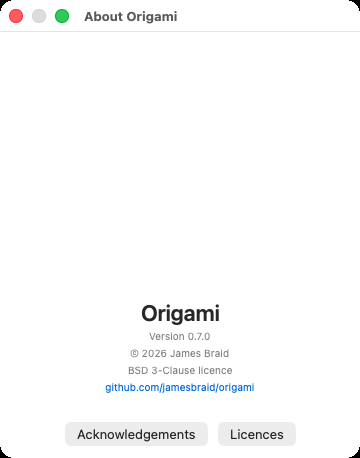 About Origami
Origami
Version 0.7.0
© 2026 James Braid
BSD 3-Clause licence
github.com/jamesbraid/origami
Acknowledgements
Licences